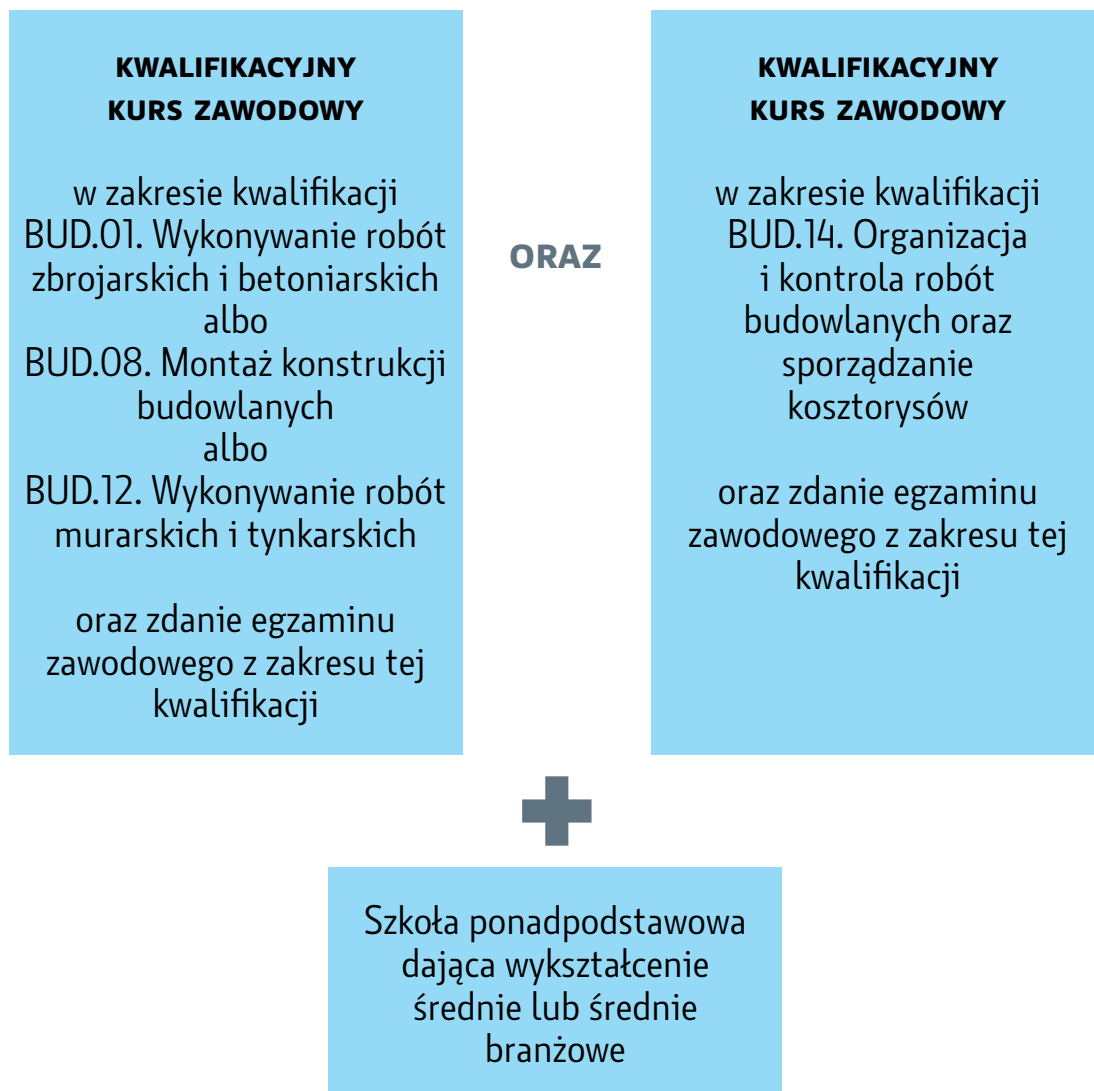 KWALIFIKACYJNY
KURS ZAWODOWY
w zakresie kwalifikacji
BUD.01. Wykonywanie robót
zbrojarskich i betoniarskich
albo
BUD.08. Montaż konstrukcji
budowlanych
albo
BUD.12. Wykonywanie robót
murarskich i tynkarskich
oraz zdanie egzaminu
zawodowego z zakresu tej
kwalifikacji
ORAZ
KWALIFIKACYJNY
KURS ZAWODOWY
w zakresie kwalifikacji
BUD.14. Organizacja
i kontrola robót
budowlanych oraz
sporządzanie
kosztorysów
oraz zdanie egzaminu
zawodowego z zakresu tej
kwalifikacji
Szkoła ponadpodstawowa
dająca wykształcenie
średnie lub średnie
branżowe